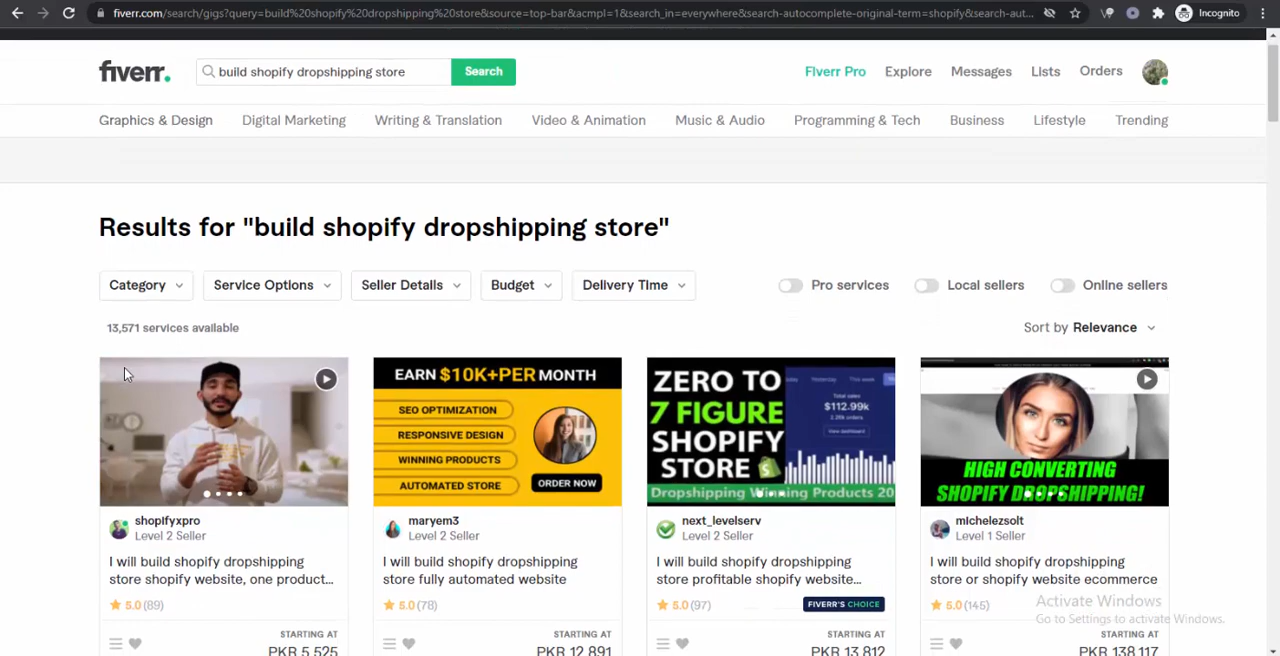 fiverr.com/search/gigs?query=build%20shopify%20dropshipping%20store&source=top-bar&acmpl=1&search_in=everywhere&search-autocomplete-original-term=shopify&search-aut...
Incognito
fiverr.
build shopify dropshipping store
Search
Fiverr Pro
Explore
Messages
Lists
Orders
Graphics & Design
Digital Marketing
Writing & Translation
Video & Animation
Music & Audio
Programming & Tech
Business
Lifestyle
Trending
Results for "build shopify dropshipping store"
Category
Service Options
Seller Details
Budget
Delivery Time
Pro services
Local sellers
Online sellers
13,571 services available
Sort by Relevance
EARN $10K+PER MONTH
SEO OPTIMIZATION
RESPONSIVE DESIGN
WINNING PRODUCTS
AUTOMATED STORE
ORDER NOW
ZERO TO
7 FIGURE
SHOPIFY
STORE
Total sales
$112.99k
Dropshipping Winning Products 20
HIGH CONVERTING
SHOPIFY DROPSHIPPING!
shopifyxpro
Level 2 Seller
I will build shopify dropshipping
store shopify website, one product...
5.0 (89)
STARTING AT
PKR 5,525
maryem3
Level 2 Seller
I will build shopify dropshipping
store fully automated website
5.0 (78)
STARTING AT
PKR 12,891
next_levelserv
Level 2 Seller
I will build shopify dropshipping
store profitable shopify website...
5.0 (97)
FIVERR'S CHOICE
STARTING AT
PKR 13,812
michelezsolt
Level 1 Seller
I will build shopify dropshipping
store or shopify website ecommerce
5.0 (145)
STARTING AT
PKR 138,117
Activate Windows
Go to Settings to activate Windows.